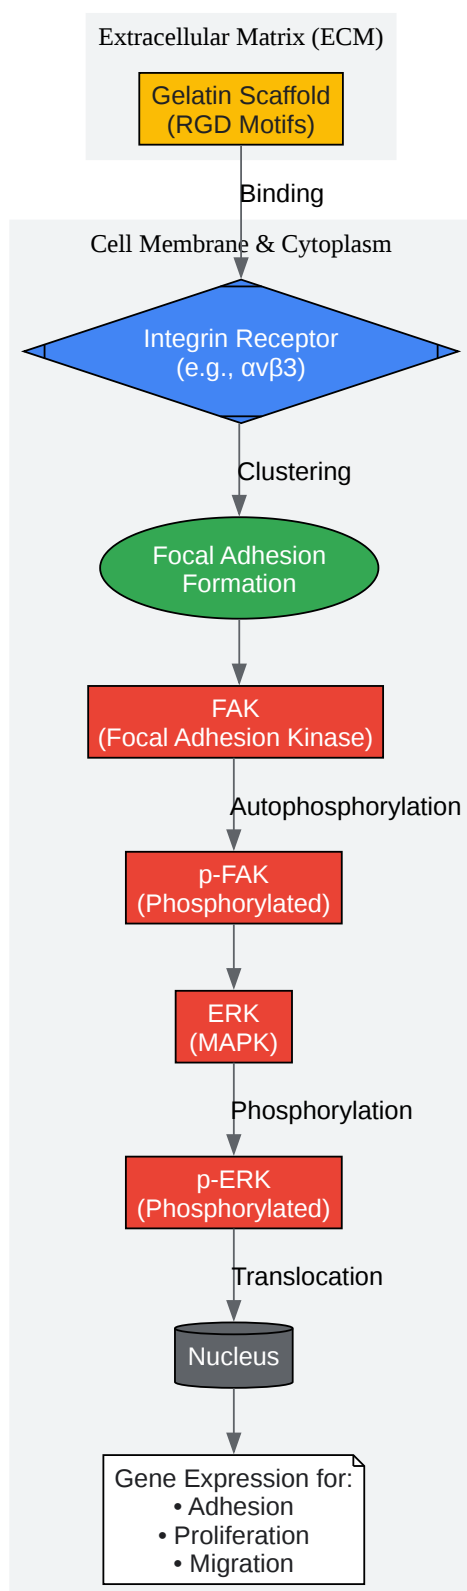 Extracellular Matrix (ECM)
Gelatin Scaffold
(RGD Motifs)
Binding
Cell Membrane & Cytoplasm
Integrin Receptor
(e.g., αvβ3)
Clustering
Focal Adhesion
Formation
FAK
(Focal Adhesion Kinase)
Autophosphorylation
p-FAK
(Phosphorylated)
ERK
(MAPK)
Phosphorylation
p-ERK
(Phosphorylated)
Translocation
Nucleus
Gene Expression for:
• Adhesion
• Proliferation
• Migration